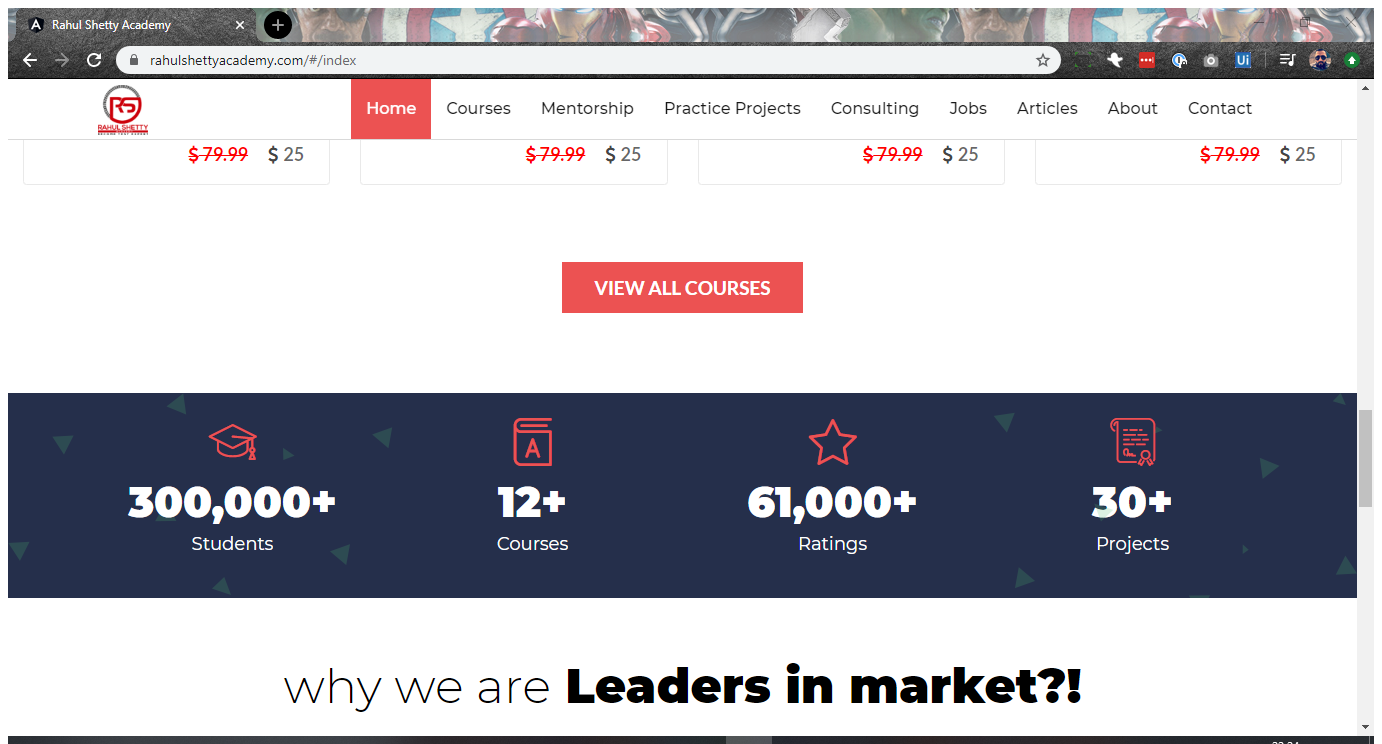 Rahul Shetty Academy
rahulshettyacademy.com/#/index
Ui
RS
RAHUL SHETTY
Home Courses Mentorship Practice Projects Consulting Jobs Articles About Contact
$ 79.99 $ 25 $ 79.99 $ 25 $ 79.99 $ 25 $ 79.99 $ 25
VIEW ALL COURSES
A
300,000+ 12+ 61,000+ 30+
Students Courses Ratings Projects
why we are Leaders in market?!